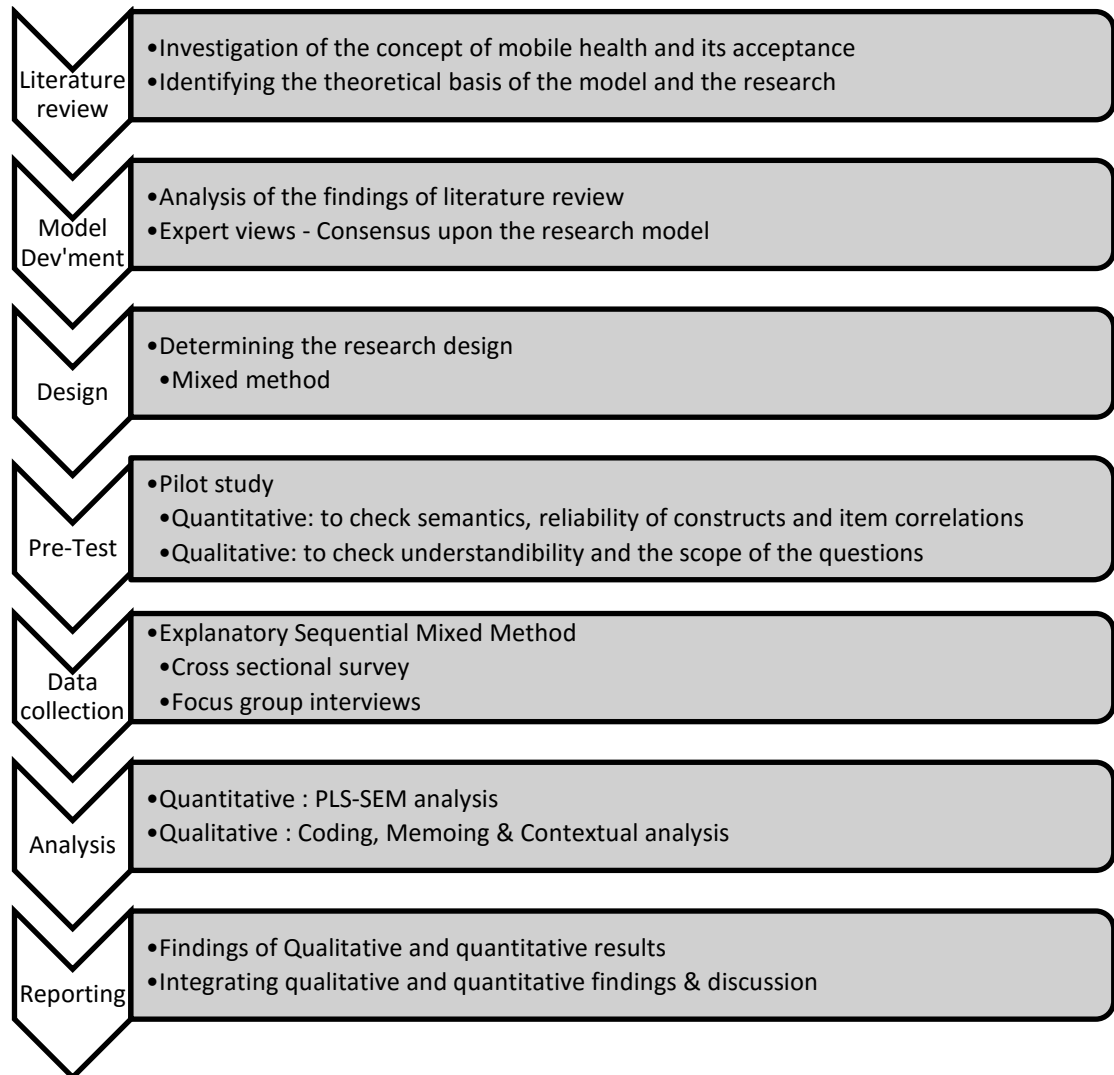 Literature
review
•Investigation of the concept of mobile health and its acceptance
•Identifying the theoretical basis of the model and the research
Model
Dev'ment
•Analysis of the findings of literature review
•Expert views - Consensus upon the research model
Design
•Determining the research design
•Mixed method
Pre-Test
•Pilot study
•Quantitative: to check semantics, reliability of constructs and item correlations
•Qualitative: to check understandibility and the scope of the questions
Data
collection
•Explanatory Sequential Mixed Method
•Cross sectional survey
•Focus group interviews
Analysis
•Quantitative : PLS-SEM analysis
•Qualitative : Coding, Memoing & Contextual analysis
Reporting
•Findings of Qualitative and quantitative results
•Integrating qualitative and quantitative findings & discussion